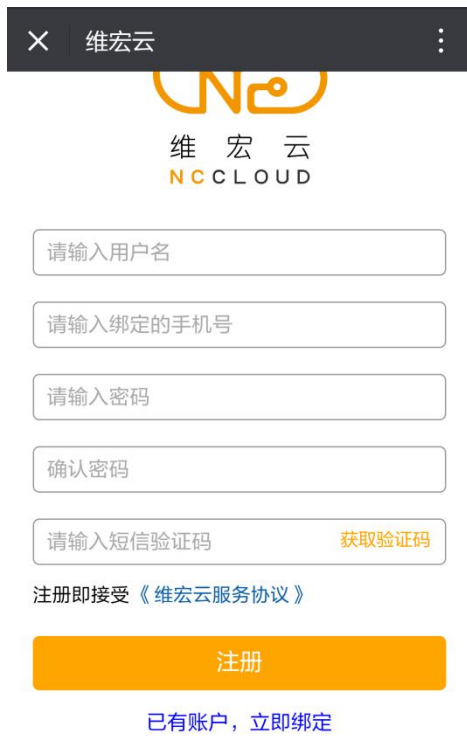 维宏云
维宏云
NCCLOUD
请输入用户名
请输入绑定的手机号
请输入密码
确认密码
请输入短信验证码 获取验证码
注册即接受《维宏云服务协议》
注册
已有账户，立即绑定